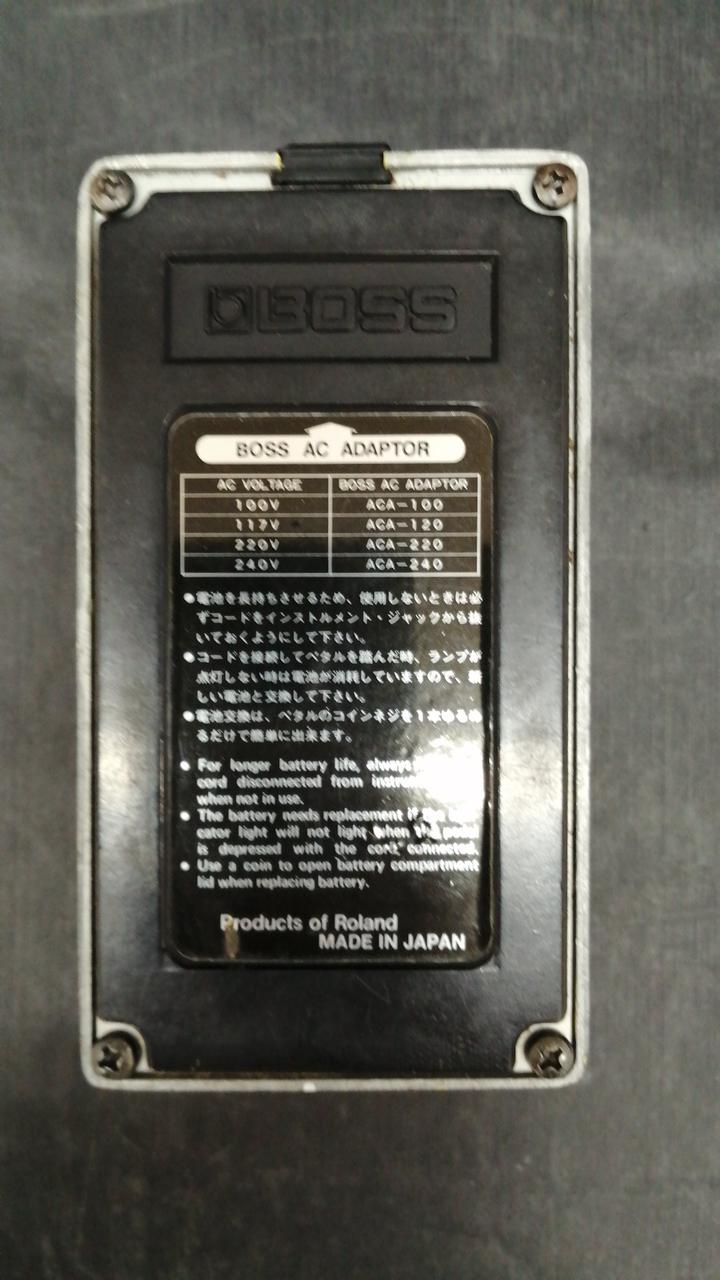 BOSS
BOSS AC ADAPTOR
AC VOLTAGE BOSS AC ADAPTOR
100V ACA-100
117V ACA-120
220V ACA-220
240V ACA-240
●電池を長持ちさせるため、使用しないときは必
ずコードをインストルメント・ジャックから抜
いておくようにして下さい。
●コードを接続してペタルを踏んだ時、ランプが
点灯しない時は電池が消耗していますので、新
しい電池と交換して下さい。
●電池交換は、ペタルのコインネジを1本ゆるめ
るだけで簡単に出来ます。
● For longer battery life, always
cord disconnected from
when not in use.
● The battery needs replacement if the
cator light will not light when the pedal
is depressed with the cord connected.
● Use a coin to open battery compartment
lid when replacing battery.
Products of Roland
MADE IN JAPAN